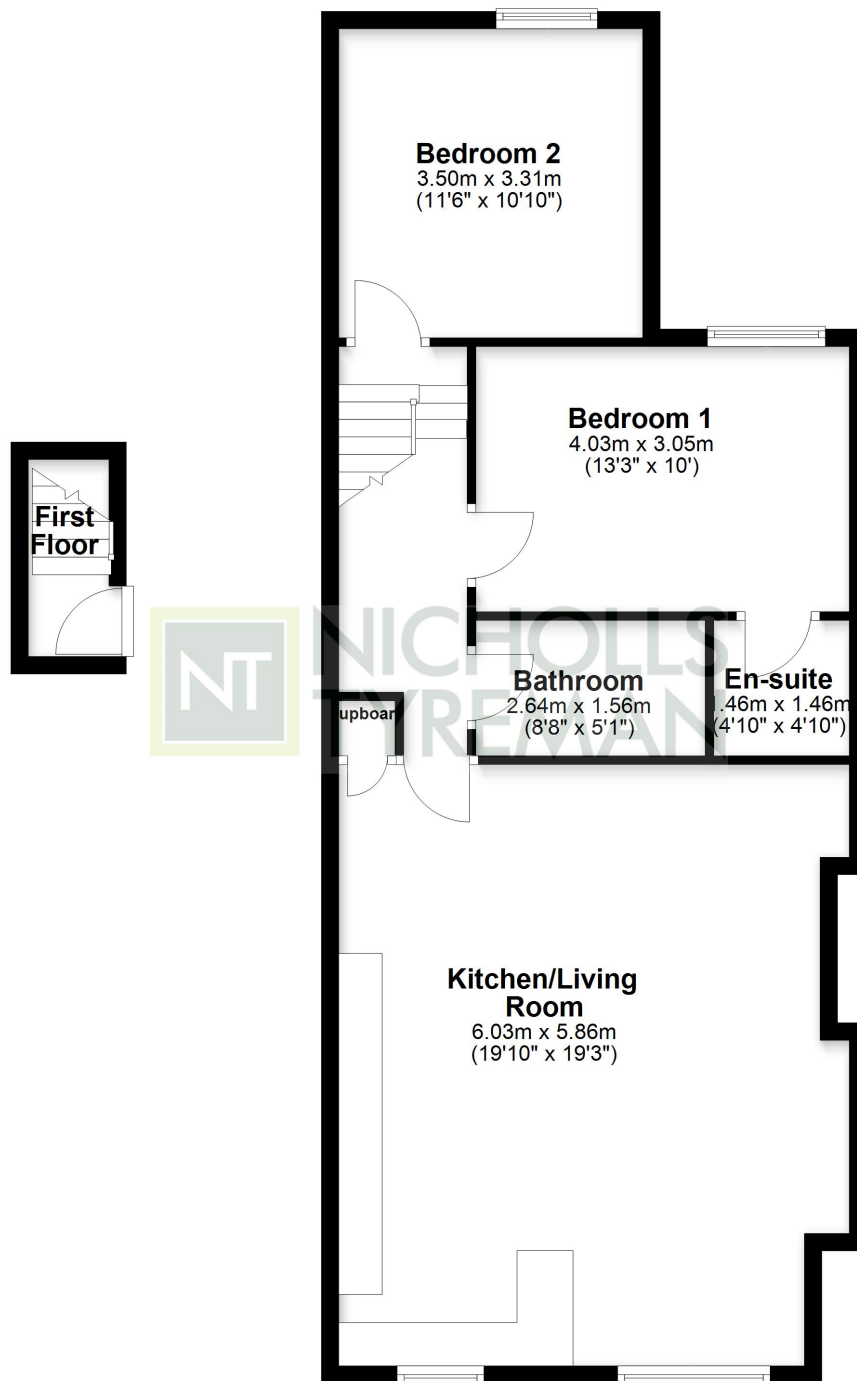 Bedroom 2
3.50m x 3.31m
(11'6" x 10'10")
Bedroom 1
4.03m x 3.05m
(13'3" x 10')
First
Floor
NT
NICHOLLS
TYREMAN
Bathroom
2.64m x 1.56m
(8'8" x 5'1")
En-suite
.46m x 1.46m
(4'10" x 4'10")
upboar
Kitchen/Living
Room
6.03m x 5.86m
(19'10" x 19'3")